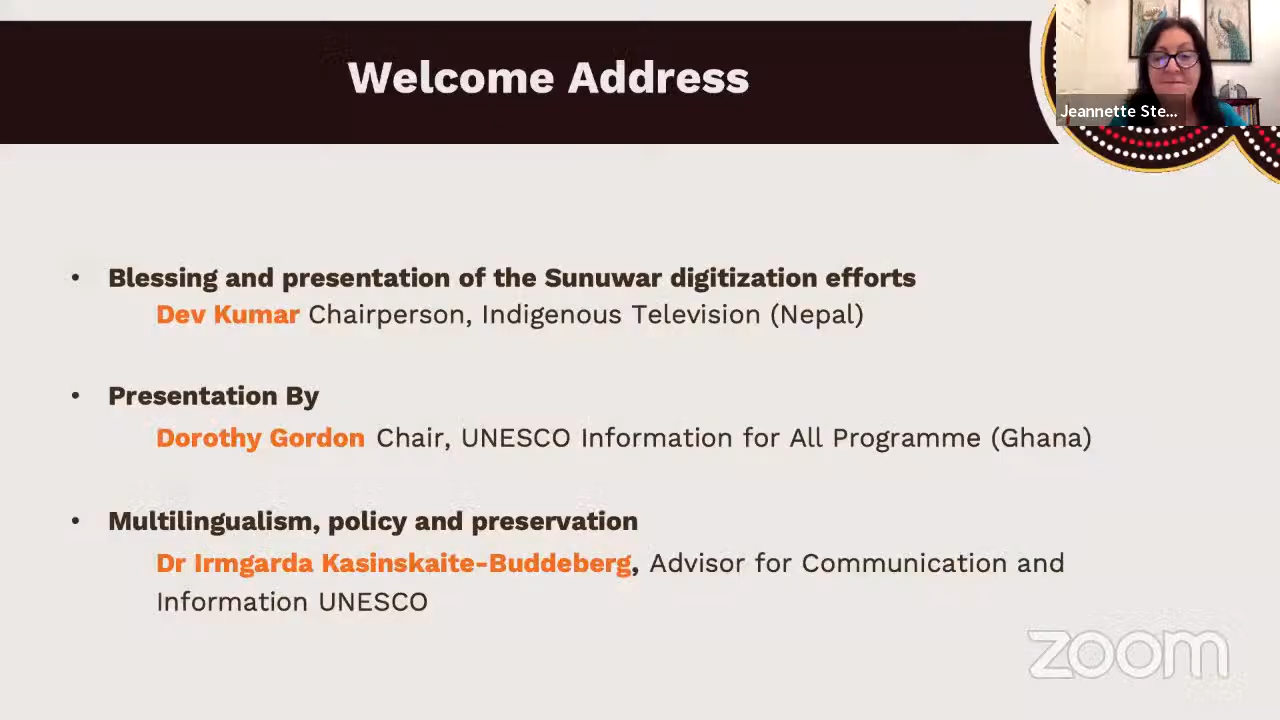 Welcome Address
Jeannette Ste...
• Blessing and presentation of the Sunuwar digitization efforts
Dev Kumar Chairperson, Indigenous Television (Nepal)
• Presentation By
Dorothy Gordon Chair, UNESCO Information for All Programme (Ghana)
• Multilingualism, policy and preservation
Dr Irmgarda Kasinskaite-Buddeberg, Advisor for Communication and
Information UNESCO
zoom